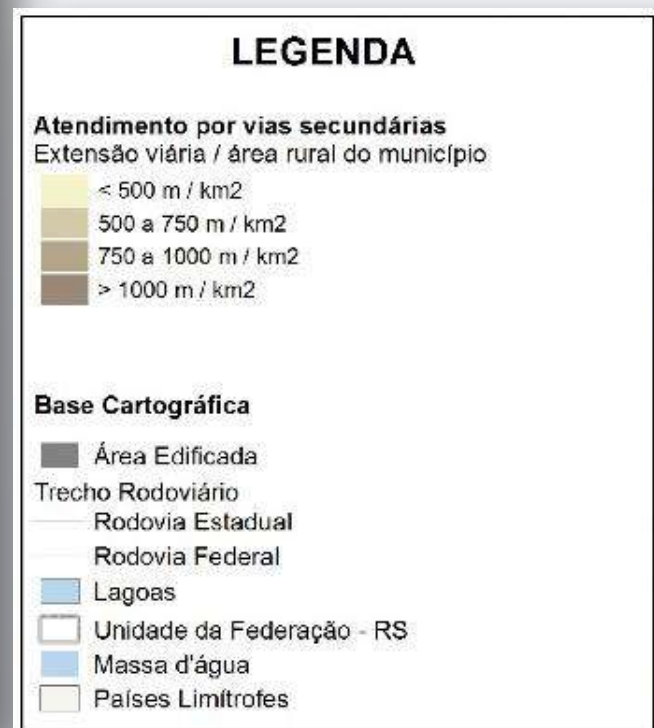 LEGENDA
Atendimento por vias secundárias
Extensão viária / área rural do município
< 500 m / km2
500 a 750 m / km2
750 a 1000 m / km2
> 1000 m / km2
Base Cartográfica
Área Edificada
Trecho Rodoviário
Rodovia Estadual
Rodovia Federal
Lagoas
Unidade da Federação - RS
Massa d'água
Países Limítrofes